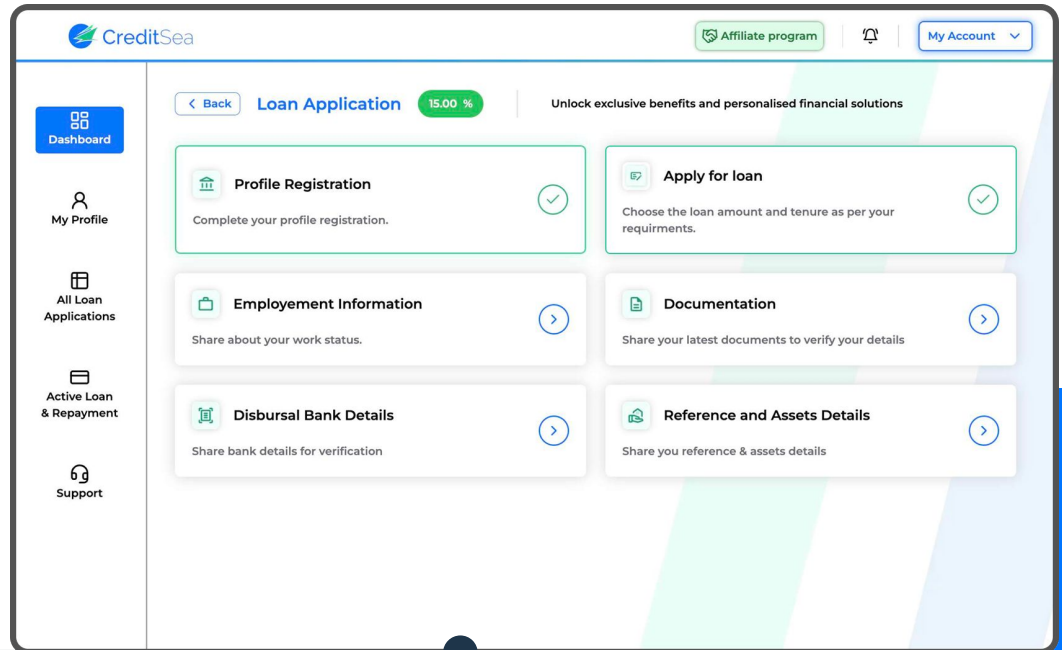 CreditSea
Affiliate program
My Account
Dashboard
My Profile
All Loan
Applications
Active Loan
& Repayment
Support
Back
Loan Application
15.00 %
Unlock exclusive benefits and personalised financial solutions
Profile Registration
Complete your profile registration.
Apply for loan
Choose the loan amount and tenure as per your
requirments.
Employement Information
Share about your work status.
Documentation
Share your latest documents to verify your details
Disbursal Bank Details
Share bank details for verification
Reference and Assets Details
Share you reference & assets details